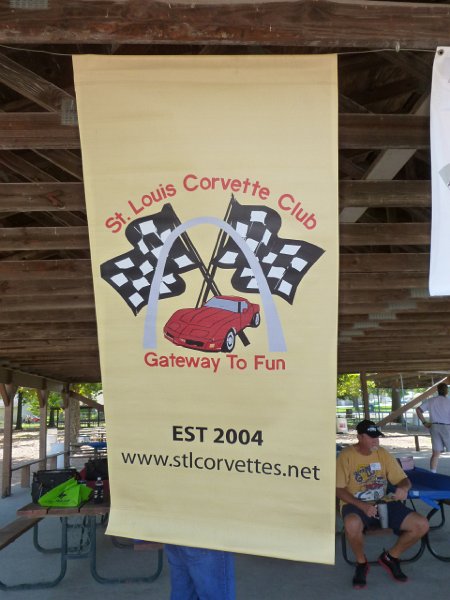 St. Louis Corvette Club
Gateway To Fun
EST 2004
www.stlcorvettes.net